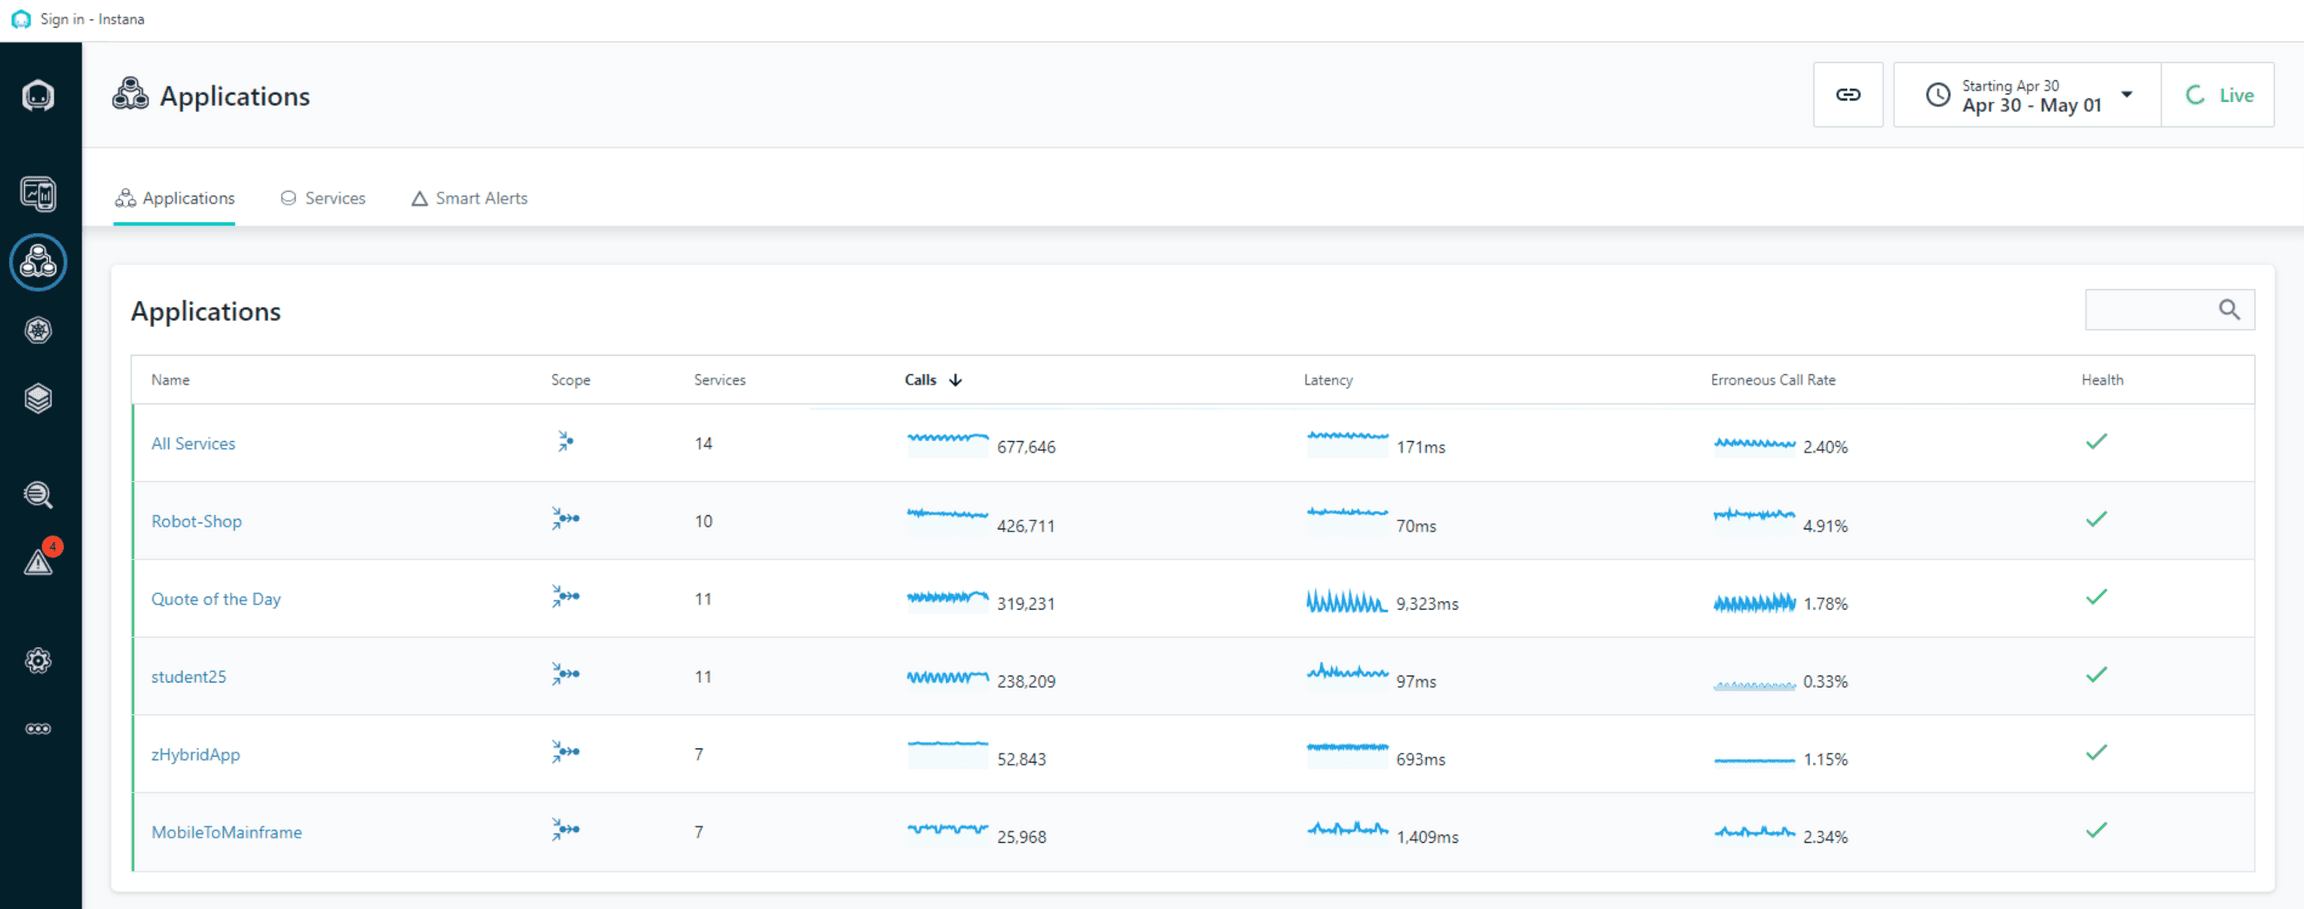 Sign in - Instana
Applications
Starting Apr 30
Apr 30 - May 01
Live
Applications Services Smart Alerts
Applications
Name Scope Services Calls Latency Erroneous Call Rate Health
All Services 14 677,646 171ms 2.40%
Robot-Shop 10 426,711 70ms 4.91%
Quote of the Day 11 319,231 9,323ms 1.78%
4
student25 11 238,209 97ms 0.33%
zHybridApp 7 52,843 693ms 1.15%
MobileToMainframe 7 25,968 1,409ms 2.34%